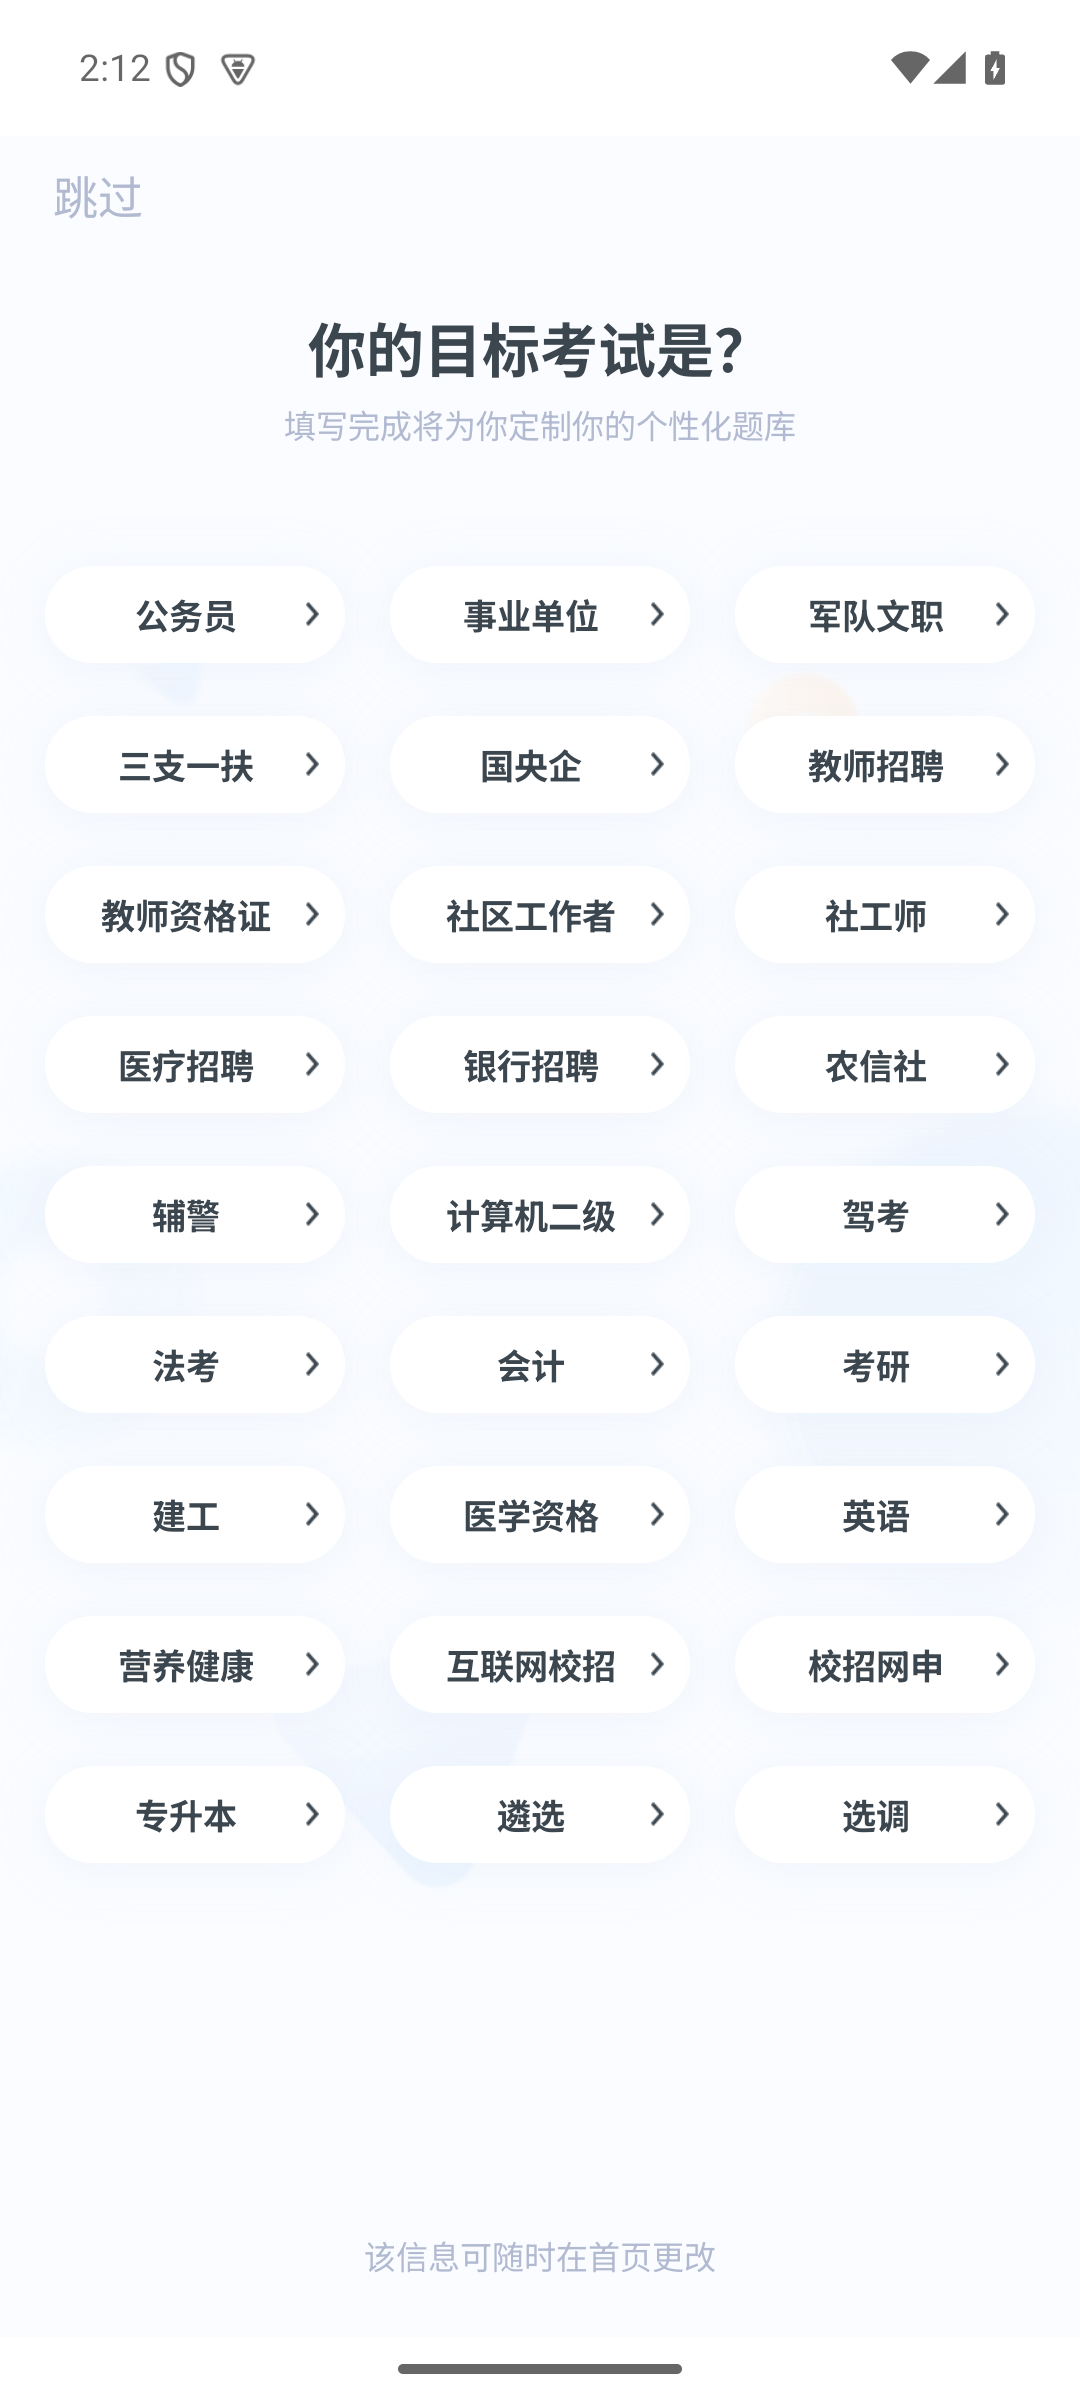 2:12
跳过
你的目标考试是?
填写完成将为你定制你的个性化题库
公务员 事业单位 军队文职
三支一扶 国央企 教师招聘
教师资格证 社区工作者 社工师
医疗招聘 银行招聘 农信社
辅警 计算机二级 驾考
法考 会计 考研
建工 医学资格 英语
营养健康 互联网校招 校招网申
专升本 遴选 选调
该信息可随时在首页更改